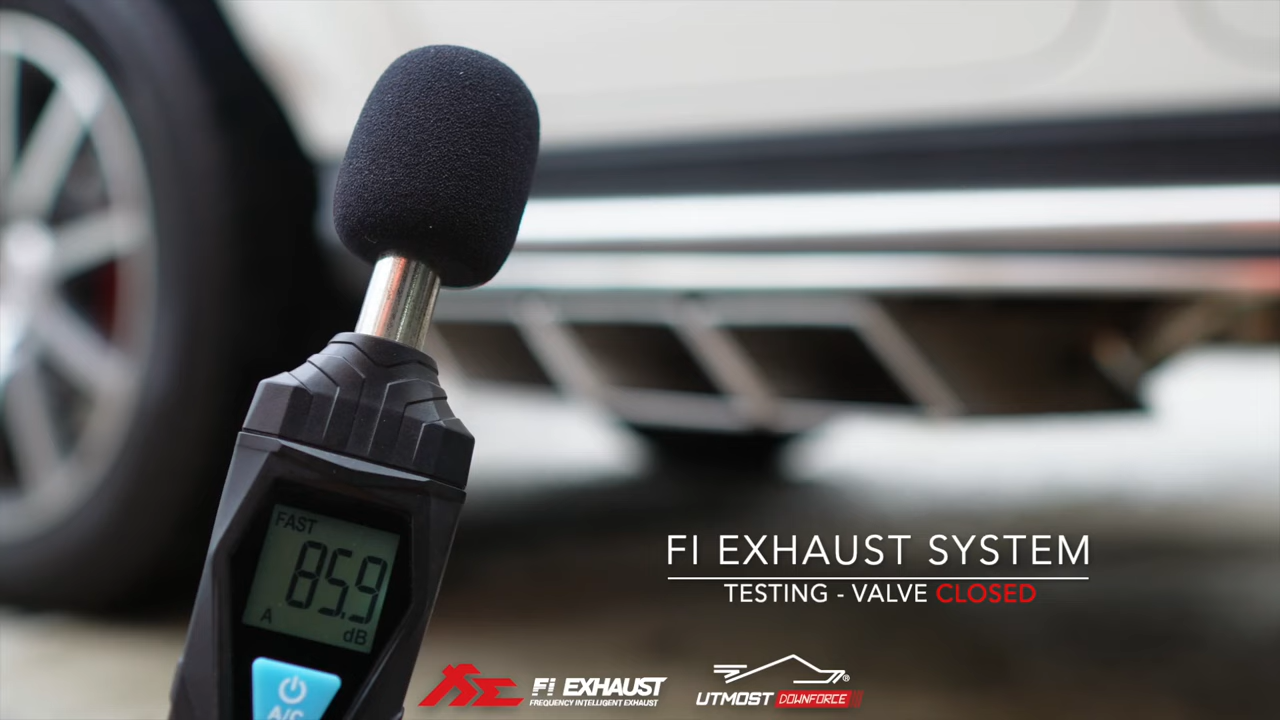 FAST
85.9
A
dB
A/C
FI EXHAUST SYSTEM
TESTING - VALVE CLOSED
Fi EXHAUST
FREQUENCY INTELLIGENT EXHAUST
UTMOST DOWNFORCE
®